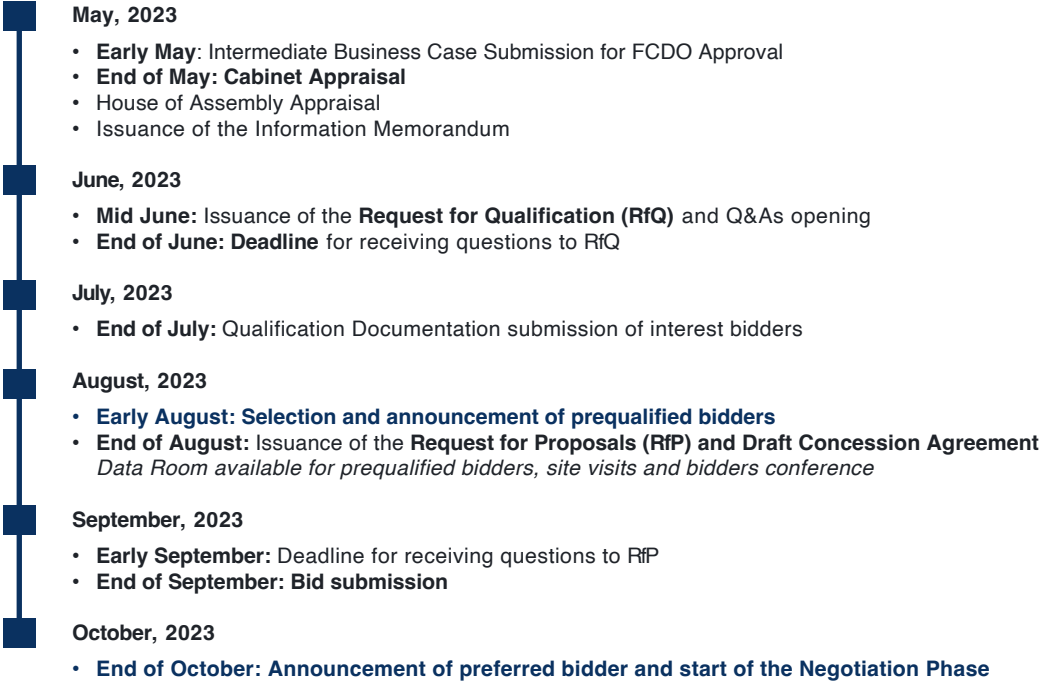 May, 2023
• Early May: Intermediate Business Case Submission for FCDO Approval
• End of May: Cabinet Appraisal
• House of Assembly Appraisal
• Issuance of the Information Memorandum
June, 2023
• Mid June: Issuance of the Request for Qualification (RfQ) and Q&As opening
• End of June: Deadline for receiving questions to RfQ
July, 2023
• End of July: Qualification Documentation submission of interest bidders
August, 2023
• Early August: Selection and announcement of prequalified bidders
• End of August: Issuance of the Request for Proposals (RfP) and Draft Concession Agreement
Data Room available for prequalified bidders, site visits and bidders conference
September, 2023
• Early September: Deadline for receiving questions to RfP
• End of September: Bid submission
October, 2023
• End of October: Announcement of preferred bidder and start of the Negotiation Phase